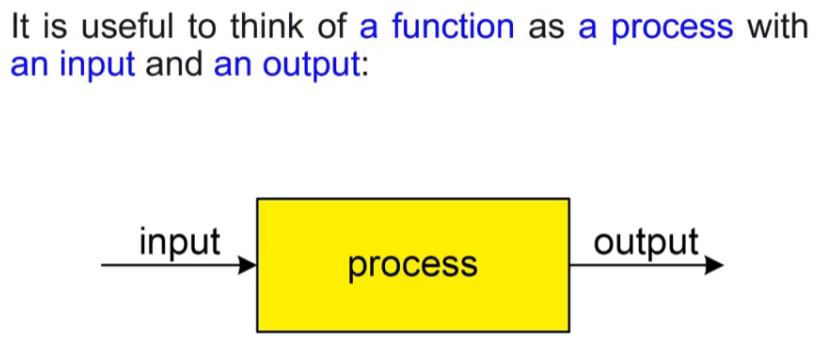 It is useful to think of a function as a process with
an input and an output:
input
process
output